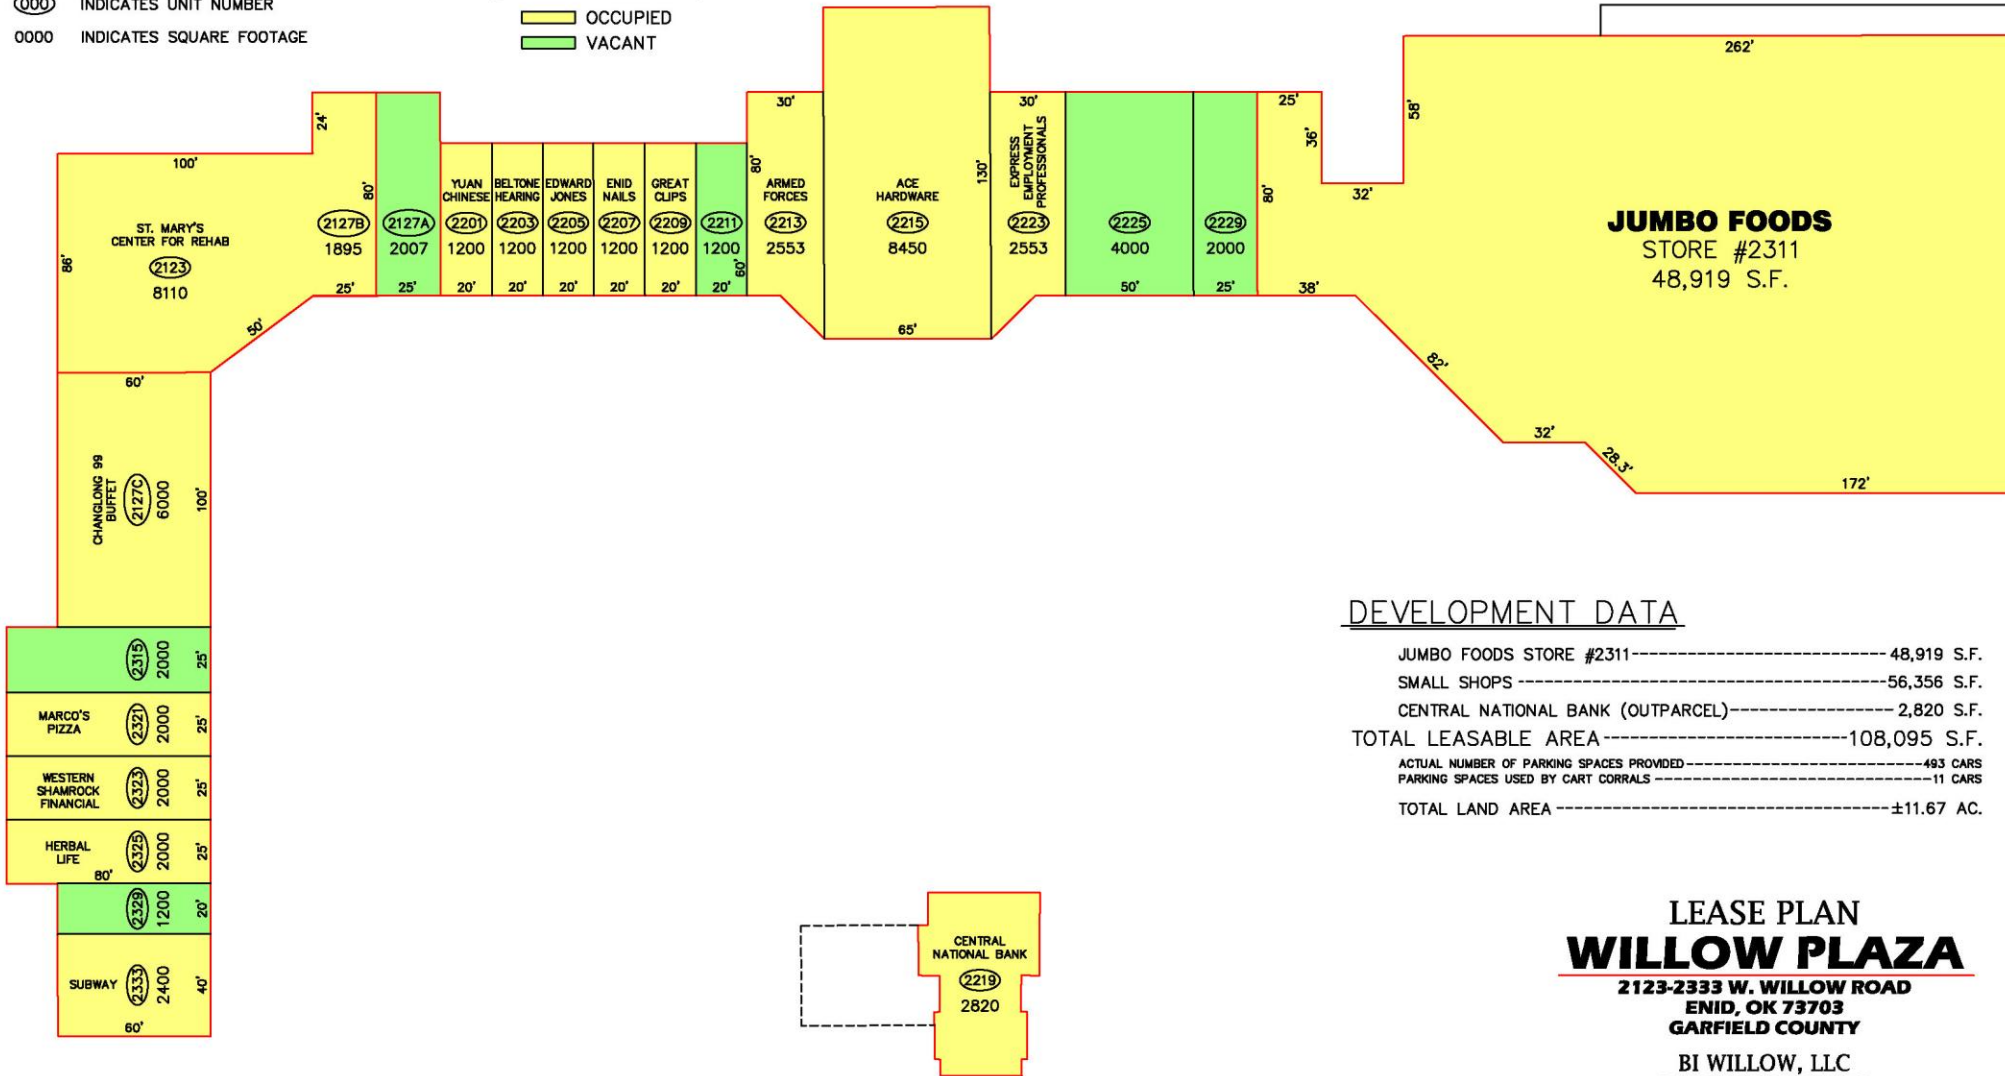 000 INDICATES UNIT NUMBER
0000 INDICATES SQUARE FOOTAGE
OCCUPIED
VACANT
100'
24'
80'
86'
ST. MARY'S
CENTER FOR REHAB
2123
8110
50'
2127B
1895
25'
2127A
2007
25'
YUAN
CHINESE
2201
1200
20'
BELTONE
HEARING
2203
1200
20'
EDWARD
JONES
2205
1200
20'
ENID
NAILS
2207
1200
20'
GREAT
CLIPS
2209
1200
20'
2211
1200
60'
20'
30'
80'
ARMED
FORCES
2213
2553
ACE
HARDWARE
2215
8450
130'
65'
30'
EXPRESS
EMPLOYMENT
PROFESSIONALS
2223
2553
2225
4000
50'
2229
2000
25'
25'
36'
80'
32'
58'
262'
38'
JUMBO FOODS
STORE #2311
48,919 S.F.
82'
32'
28.3'
172'
60'
CHANGLONG 99
BUFFET
2127C
6000
100'
2315
2000
25'
MARCO'S
PIZZA
2321
2000
25'
WESTERN
SHAMROCK
FINANCIAL
2323
2000
25'
HERBAL
LIFE
2325
2000
25'
80'
2329
1200
20'
SUBWAY
2333
2400
40'
60'
CENTRAL
NATIONAL BANK
2219
2820
DEVELOPMENT DATA
JUMBO FOODS STORE #2311 48,919 S.F.
SMALL SHOPS 56,356 S.F.
CENTRAL NATIONAL BANK (OUTPARCEL) 2,820 S.F.
TOTAL LEASABLE AREA 108,095 S.F.
ACTUAL NUMBER OF PARKING SPACES PROVIDED 493 CARS
PARKING SPACES USED BY CART CORRALS 11 CARS
TOTAL LAND AREA ±11.67 AC.
LEASE PLAN
WILLOW PLAZA
2123-2333 W. WILLOW ROAD
ENID, OK 73703
GARFIELD COUNTY
BI WILLOW, LLC